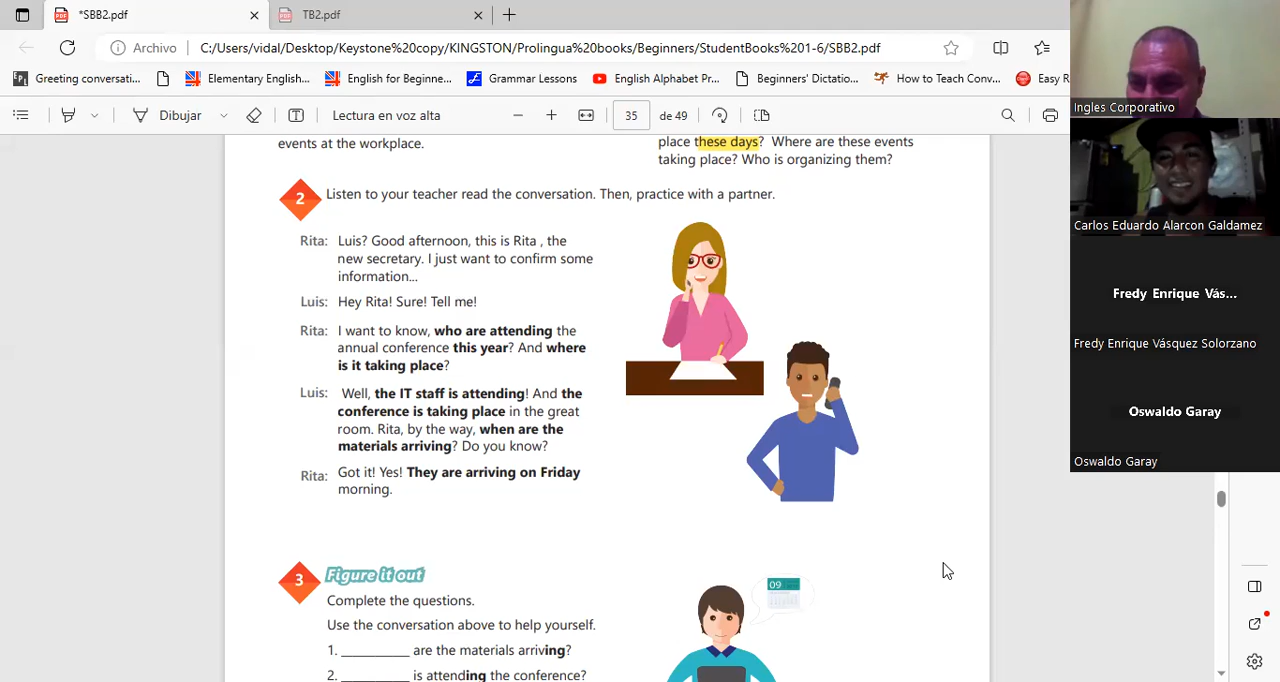 *SBB2.pdf
TB2.pdf
Archivo
C:/Users/vidal/Desktop/Keystone%20copy/KINGSTON/Prolingua%20books/Beginners/StudentBooks%201-6/SBB2.pdf
Greeting conversati...
Elementary English...
English for Beginne...
Grammar Lessons
English Alphabet Pr...
Beginners' Dictatio...
How to Teach Conv...
Easy R
Dibujar
Lectura en voz alta
35
de 49
events at the workplace.
place these days? Where are these events
taking place? Who is organizing them?
2
Listen to your teacher read the conversation. Then, practice with a partner.
Rita: Luis? Good afternoon, this is Rita , the
new secretary. I just want to confirm some
information...
Luis: Hey Rita! Sure! Tell me!
Rita: I want to know, who are attending the
annual conference this year? And where
is it taking place?
Luis: Well, the IT staff is attending! And the
conference is taking place in the great
room. Rita, by the way, when are the
materials arriving? Do you know?
Rita: Got it! Yes! They are arriving on Friday
morning.
3
Figure it out
Complete the questions.
Use the conversation above to help yourself.
1. __________ are the materials arriving?
2. __________ is attending the conference?
09
Ingles Corporativo
Carlos Eduardo Alarcon Galdamez
Fredy Enrique Vás...
Fredy Enrique Vásquez Solorzano
Oswaldo Garay
Oswaldo Garay